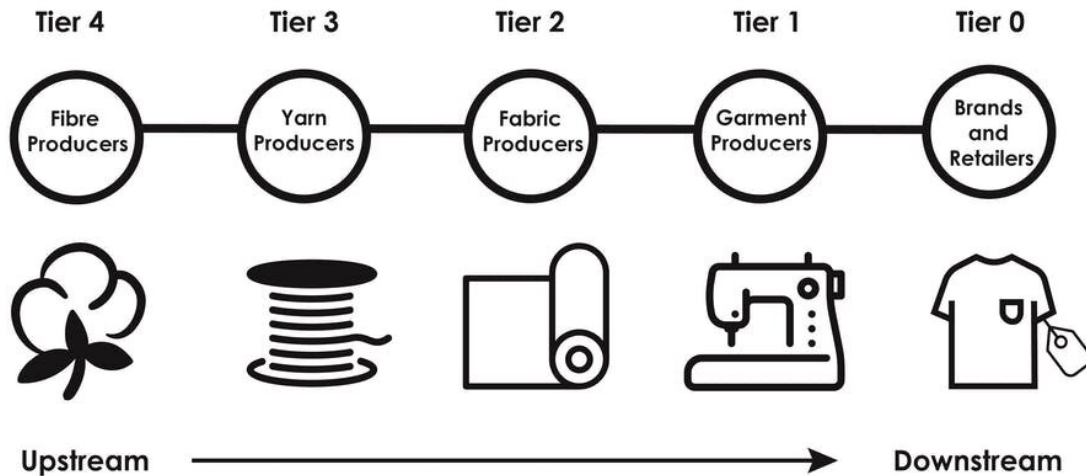 Tier 4
Tier 3
Tier 2
Tier 1
Tier 0
Fibre
Producers
Yarn
Producers
Fabric
Producers
Garment
Producers
Brands
and
Retailers
Upstream
Downstream